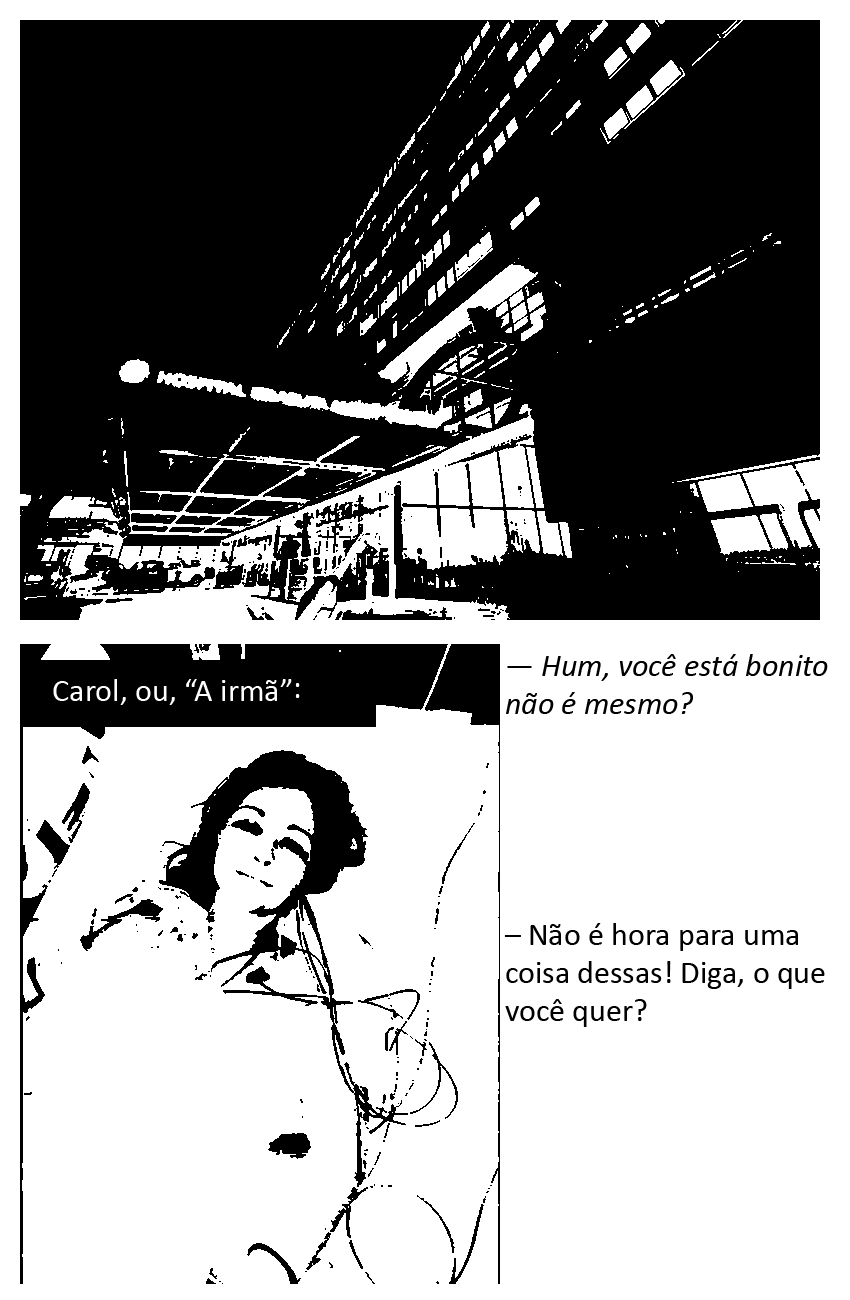 HOSPITAL
Carol, ou, “A irmã”:
— Hum, você está bonito
não é mesmo?
– Não é hora para uma
coisa dessas! Diga, o que
você quer?